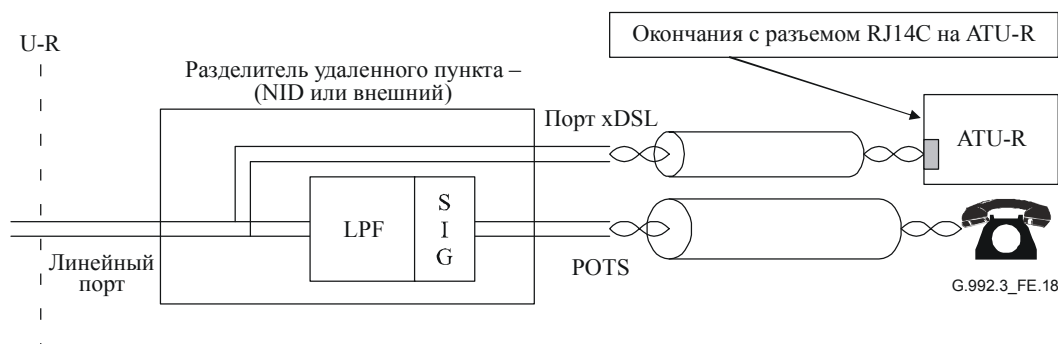 U-R
Окончания с разъемом RJ14C на ATU-R
Разделитель удаленного пункта –
(NID или внешний)
Порт xDSL
ATU-R
LPF
S
I
G
Линейный
порт
POTS
G.992.3_FE.18